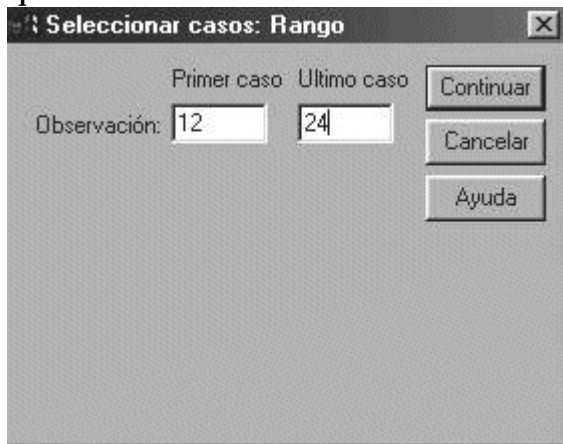 Seleccionar casos: Rango
Primer caso Ultimo caso
Continuar
Observación: 12 24
Cancelar
Ayuda